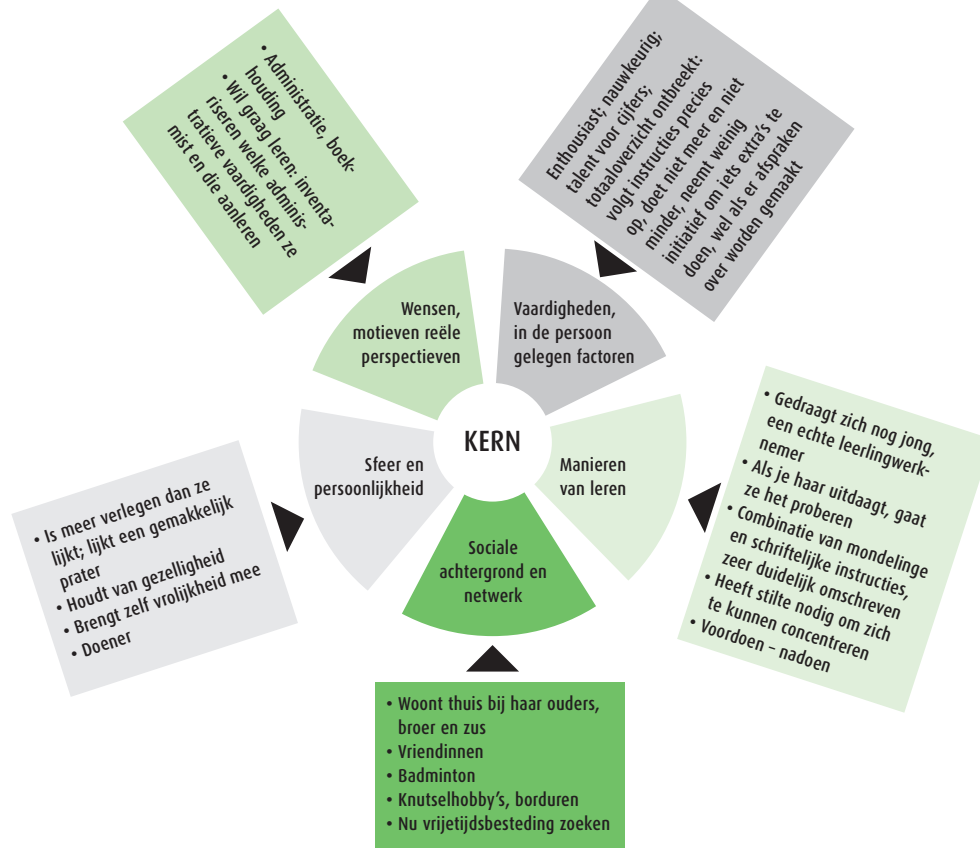 • Administratie, boek-
houding
• Wil graag leren: inventa-
riseren welke adminis-
tratieve vaardigheden ze
mist en die aanleren
Enthousiast; nauwkeurig;
talent voor cijfers;
totaaloverzicht ontbreekt:
volgt instructies precies
op, doet niet meer en niet
minder, neemt weinig
initiatief om iets extra's te
doen, wel als er afspraken
over worden gemaakt
Wensen,
motieven reële
perspectieven
Vaardigheden,
in de persoon
gelegen factoren
KERN
Sfeer en
persoonlijkheid
Manieren
van leren
Sociale
achtergrond en
netwerk
• Is meer verlegen dan ze
lijkt; lijkt een gemakkelijk
prater
• Houdt van gezelligheid
• Brengt zelf vrolijkheid mee
• Doener
• Gedraagt zich nog jong,
een echte leerlingwerk-
nemer
• Als je haar uitdaagt, gaat
ze het proberen
• Combinatie van mondelinge
en schriftelijke instructies,
zeer duidelijk omschreven
• Heeft stilte nodig om zich
te kunnen concentreren
• Voordoen – nadoen
• Woont thuis bij haar ouders,
broer en zus
• Vriendinnen
• Badminton
• Knutselhobby's, borduren
• Nu vrijetijdsbesteding zoeken